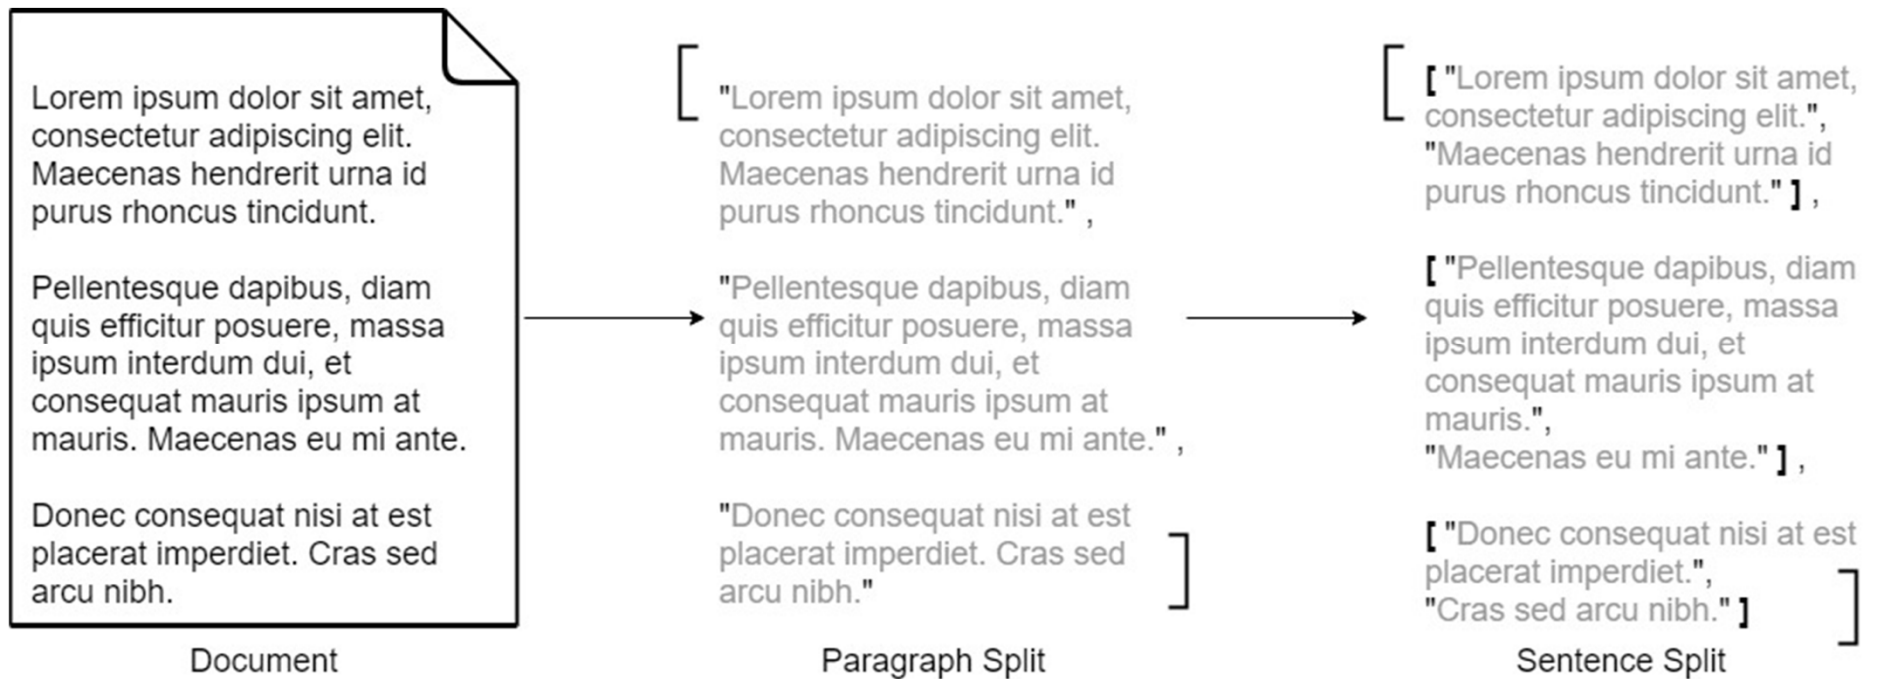 Lorem ipsum dolor sit amet,
consectetur adipiscing elit.
Maecenas hendrerit urna id
purus rhoncus tincidunt.
Pellentesque dapibus, diam
quis efficitur posuere, massa
ipsum interdum dui, et
consequat mauris ipsum at
mauris. Maecenas eu mi ante.
Donec consequat nisi at est
placerat imperdiet. Cras sed
arcu nibh.
Document
[
"Lorem ipsum dolor sit amet,
consectetur adipiscing elit.
Maecenas hendrerit urna id
purus rhoncus tincidunt." ,
"Pellentesque dapibus, diam
quis efficitur posuere, massa
ipsum interdum dui, et
consequat mauris ipsum at
mauris. Maecenas eu mi ante." ,
"Donec consequat nisi at est
placerat imperdiet. Cras sed
arcu nibh."
]
Paragraph Split
[
[ "Lorem ipsum dolor sit amet,
consectetur adipiscing elit.",
"Maecenas hendrerit urna id
purus rhoncus tincidunt." ] ,
[ "Pellentesque dapibus, diam
quis efficitur posuere, massa
ipsum interdum dui, et
consequat mauris ipsum at
mauris.",
"Maecenas eu mi ante." ] ,
[ "Donec consequat nisi at est
placerat imperdiet.",
"Cras sed arcu nibh." ]
]
Sentence Split